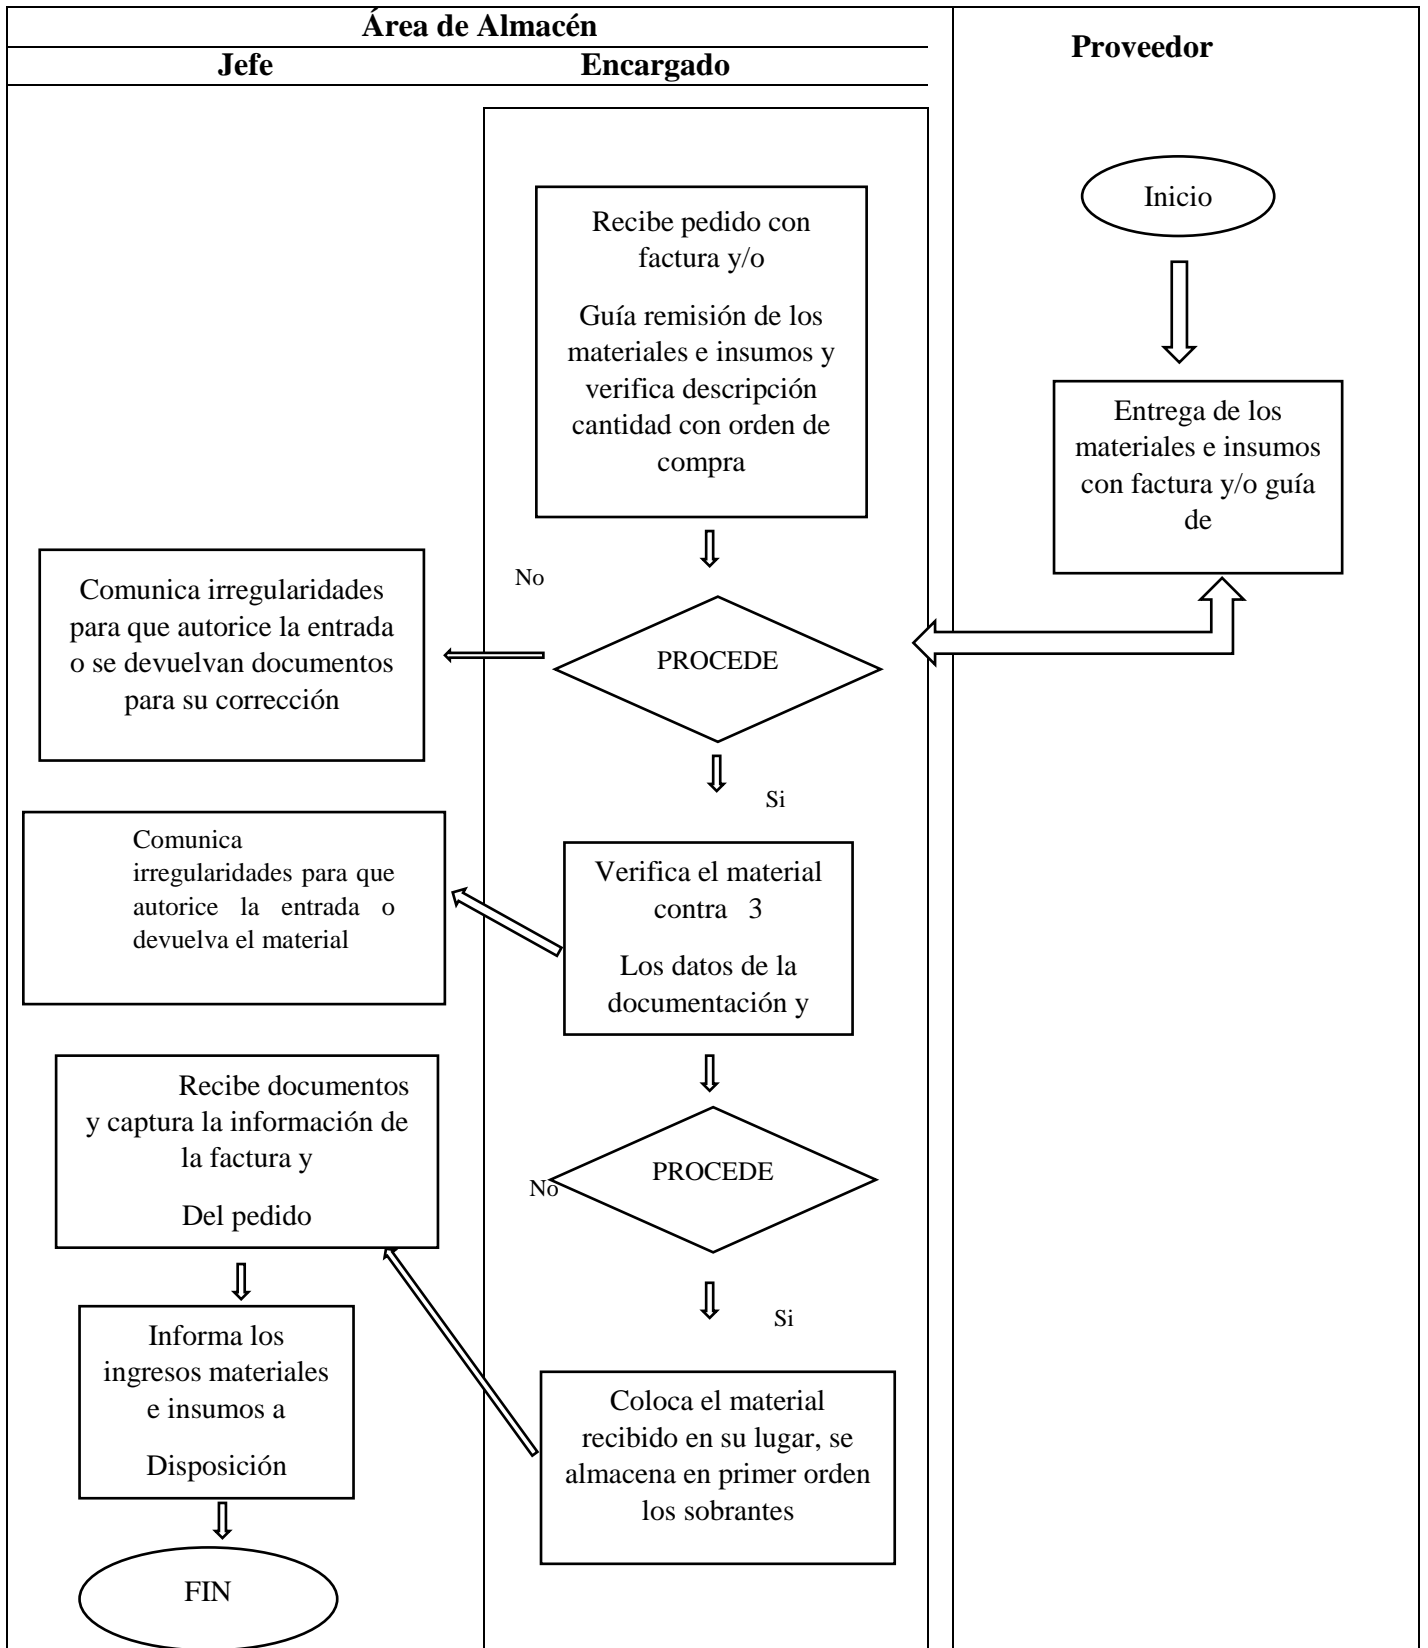 Área de Almacén
Jefe
Encargado
Proveedor
Inicio
Entrega de los
materiales e insumos
con factura y/o guía
de
Recibe pedido con
factura y/o
Guía remisión de los
materiales e insumos y
verifica descripción
cantidad con orden de
compra
No
PROCEDE
Comunica irregularidades
para que autorice la entrada
o se devuelvan documentos
para su corrección
Si
Verifica el material
contra 3
Los datos de la
documentación y
Comunica
irregularidades para que
autorice la entrada o
devuelva el material
PROCEDE
No
Si
Coloca el material
recibido en su lugar, se
almacena en primer orden
los sobrantes
Recibe documentos
y captura la información de
la factura y
Del pedido
Informa los
ingresos materiales
e insumos a
Disposición
FIN